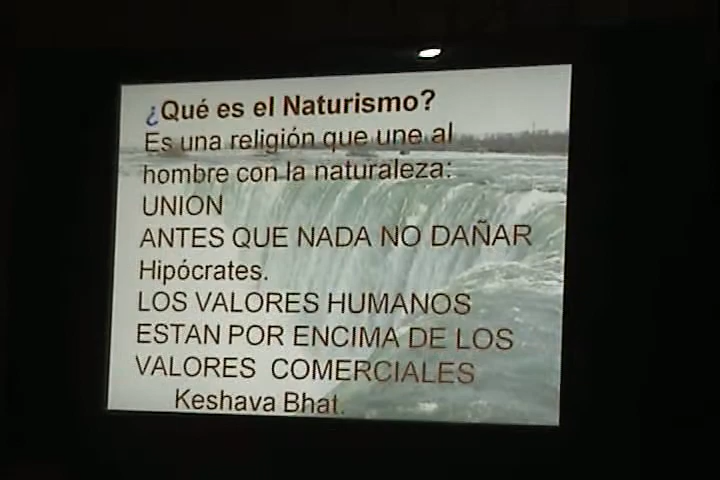 ¿Qué es el Naturismo?
Es una religión que une al
hombre con la naturaleza:
UNION
ANTES QUE NADA NO DAÑAR
Hipócrates.
LOS VALORES HUMANOS
ESTAN POR ENCIMA DE LOS
VALORES COMERCIALES
Keshava Bhat.